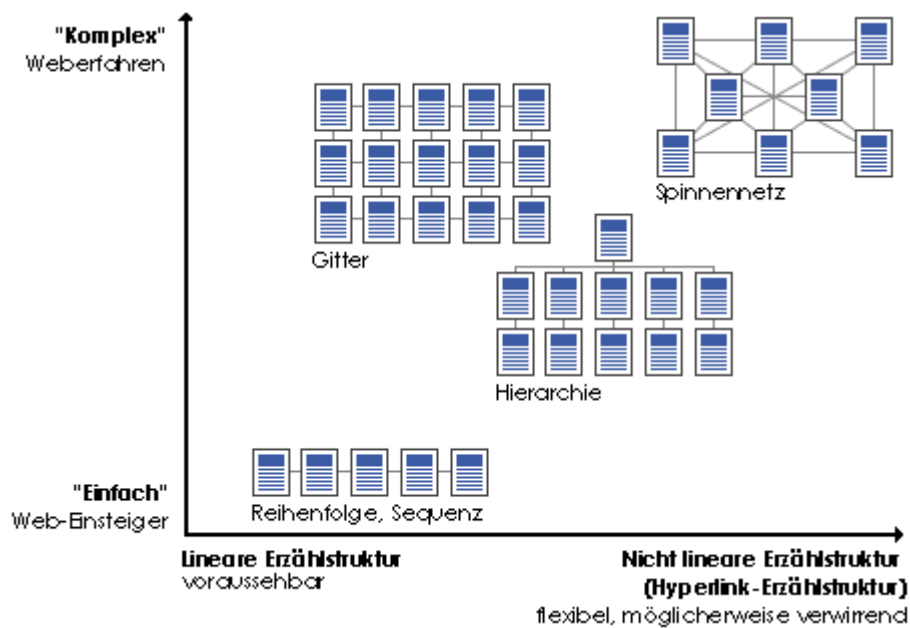 "Komplex"
Weberfahren
Spinnennetz
Gitter
Hierarchie
"Einfach"
Web-Einsteiger
Reihenfolge, Sequenz
Lineare Erzählstruktur
voraussehbar
Nicht lineare Erzählstruktur
(Hyperlink-Erzählstruktur)
flexibel, möglicherweise verwirrend